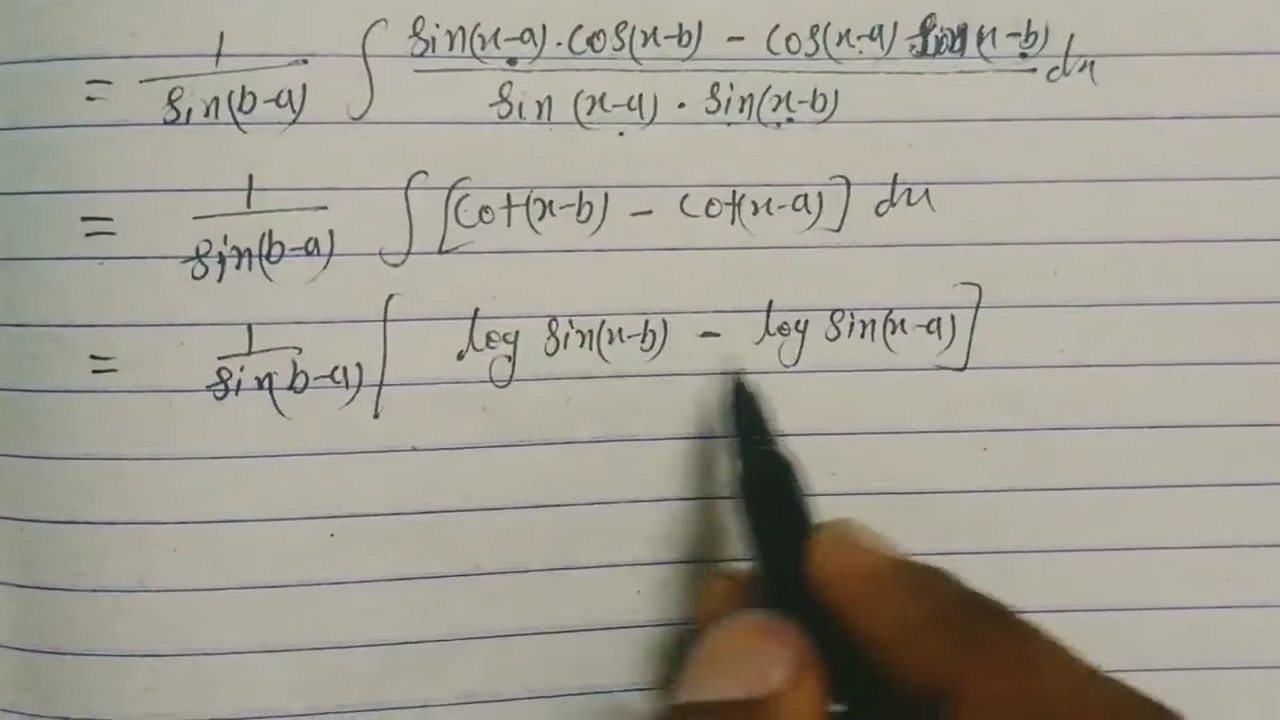 = 1/sin(b-a) ∫ sin(x-a).cos(x-b) - cos(x-a) sin(x-b) / sin (x-a) . sin(x-b) dx
= 1/sin(b-a) ∫ [cot(x-b) - cot(x-a)] dx
= 1/sin(b-a) [ log sin(x-b) - log sin(x-a)]